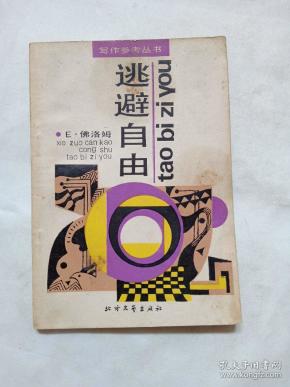 写作参考丛书
逃避自由
tao bi zi you
E·佛洛姆
xio zuo can kao
cong shu
tao bi zi you
北方文艺出版社
孔夫子旧书网
www.kongfz.com